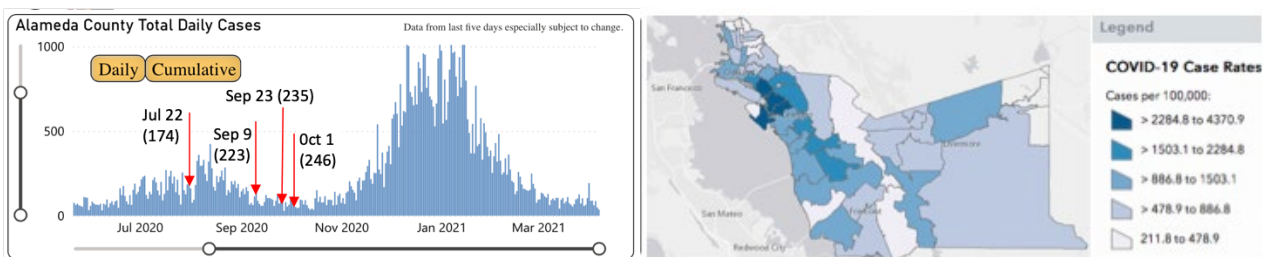 Alameda County Total Daily Cases
Data from last five days especially subject to change.
1000
Daily
Cumulative
Sep 23 (235)
Jul 22
(174)
500
Sep 9
(223)
Oct 1
(246)
0
Jul 2020
Sep 2020
Nov 2020
Jan 2021
Mar 2021
San Francisco
Livermore
San Mateo
Fremont
Redwood City
Legend
COVID-19 Case Rates
Cases per 100,000:
> 2284.8 to 4370.9
> 1503.1 to 2284.8
> 886.8 to 1503.1
> 478.9 to 886.8
211.8 to 478.9